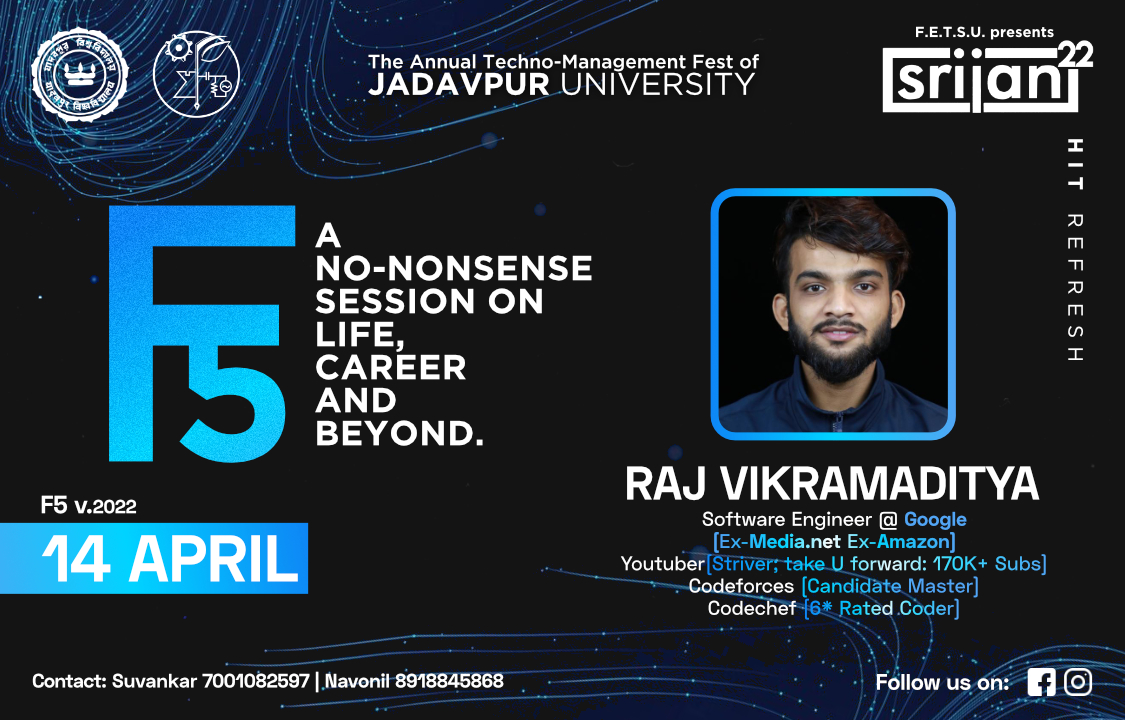 যাদবপুর বিশ্ববিদ্যালয়
The Annual Techno-Management Fest of
JADAVPUR UNIVERSITY
F.E.T.S.U. presents
srijan 22
HIT REFRESH
F5
A
NO-NONSENSE
SESSION ON
LIFE,
CAREER
AND
BEYOND.
F5 v.2022
14 APRIL
RAJ VIKRAMADITYA
Software Engineer @ Google
[Ex-Media.net Ex-Amazon]
Youtuber[Striver; take U forward: 170K+ Subs]
Codeforces [Candidate Master]
Codechef [6* Rated Coder]
Contact: Suvankar 7001082597 | Navonil 8918845868
Follow us on: